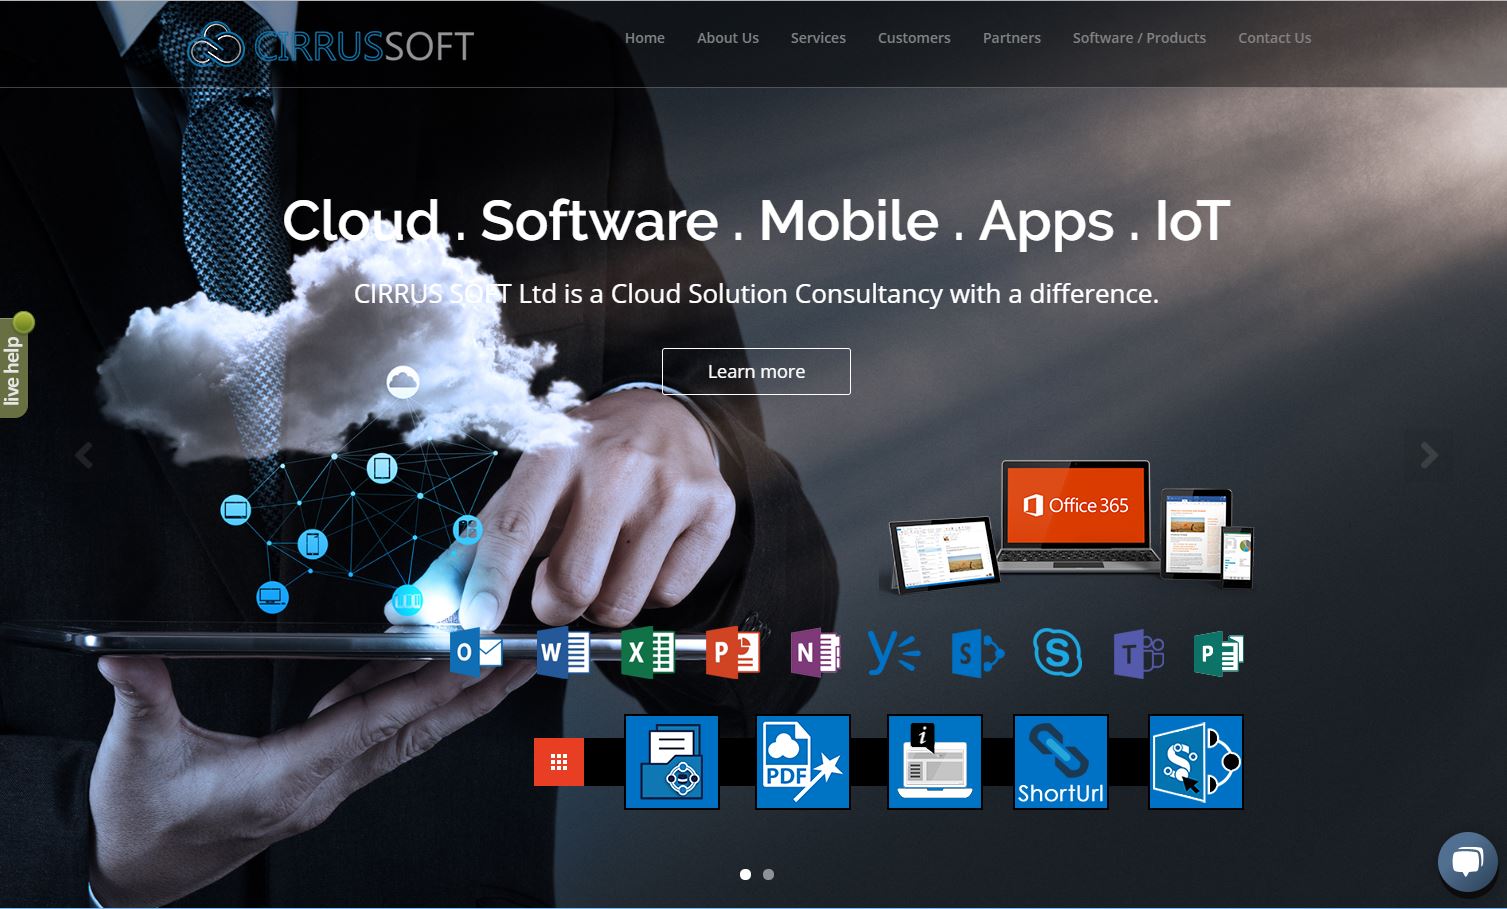 CIRRUSSOFT
Home About Us Services Customers Partners Software / Products Contact Us
Cloud . Software . Mobile . Apps . IoT
CIRRUS SOFT Ltd is a Cloud Solution Consultancy with a difference.
live help
Learn more
Office 365
O W X P N S S T P
PDF i ShortUrl S